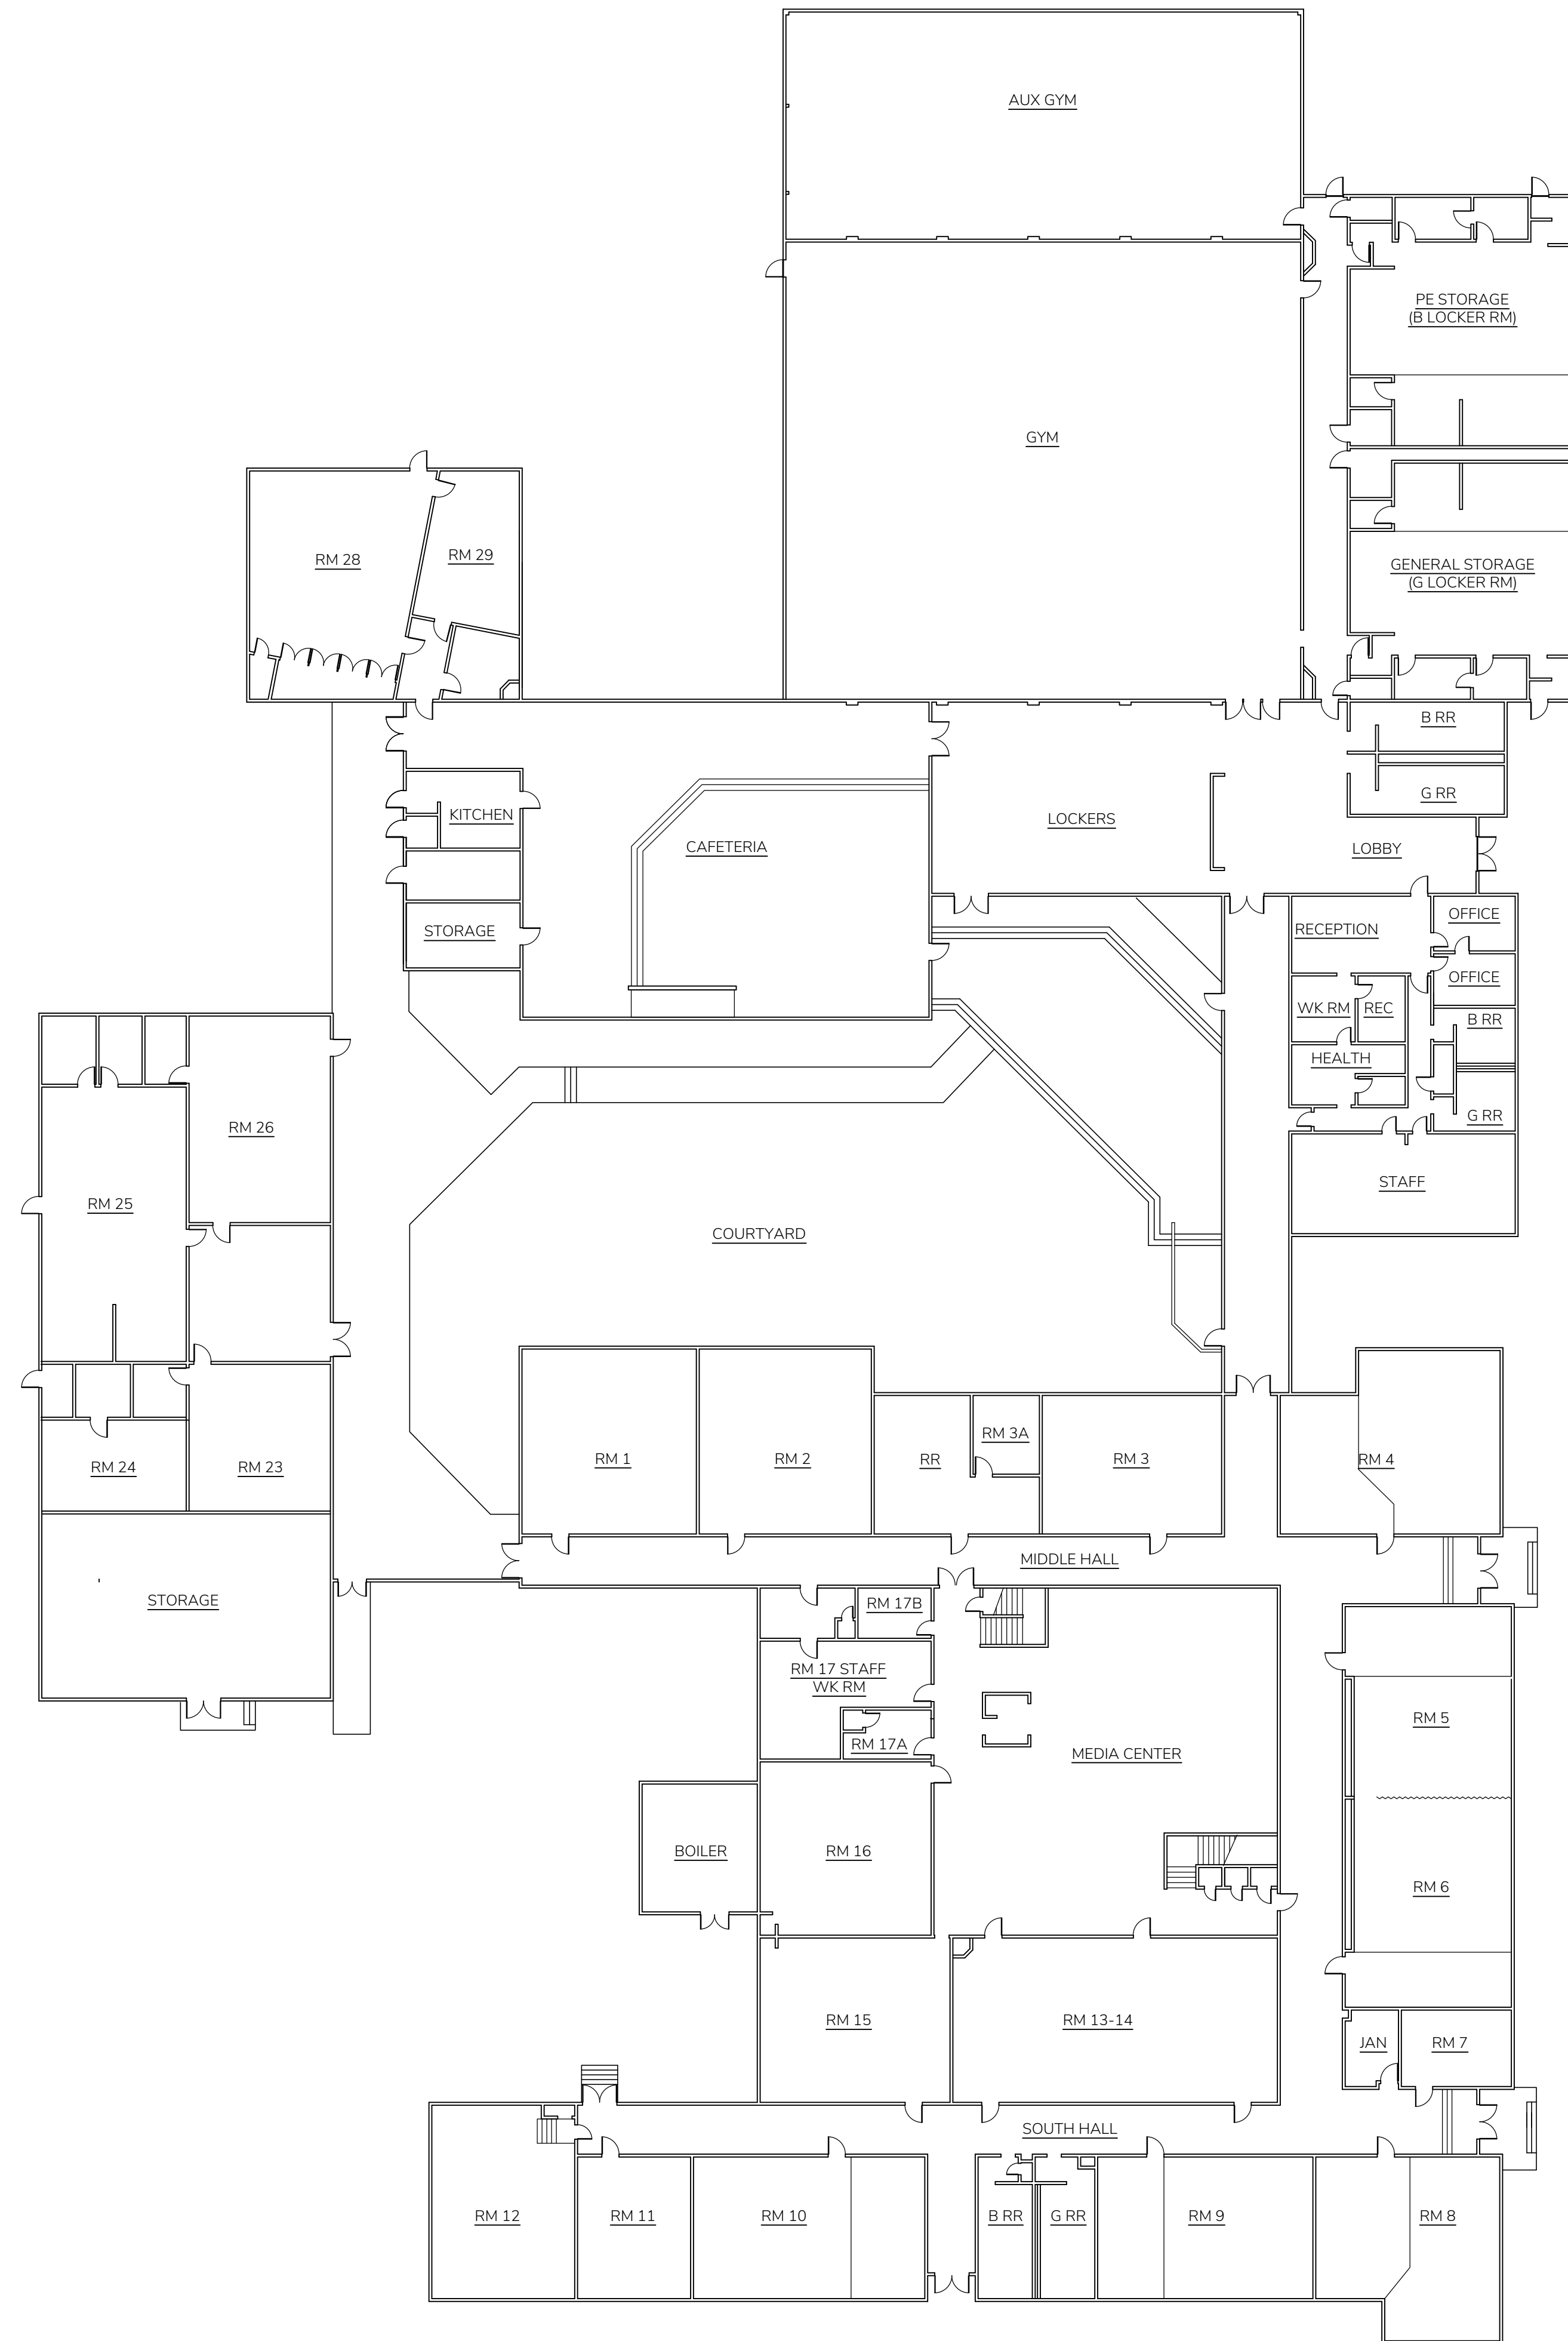 AUX GYM
PE STORAGE
(B LOCKER RM)
GYM
RM 28
RM 29
GENERAL STORAGE
(G LOCKER RM)
B RR
G RR
KITCHEN
CAFETERIA
LOCKERS
LOBBY
STORAGE
RECEPTION
OFFICE
OFFICE
WK RM
REC
B RR
HEALTH
G RR
STAFF
RM 26
RM 25
COURTYARD
RM 24
RM 23
RM 1
RM 2
RR
RM 3A
RM 3
RM 4
MIDDLE HALL
STORAGE
RM 17B
RM 17 STAFF
WK RM
RM 17A
MEDIA CENTER
RM 5
BOILER
RM 16
RM 6
RM 15
RM 13-14
JAN
RM 7
SOUTH HALL
RM 12
RM 11
RM 10
B RR
G RR
RM 9
RM 8